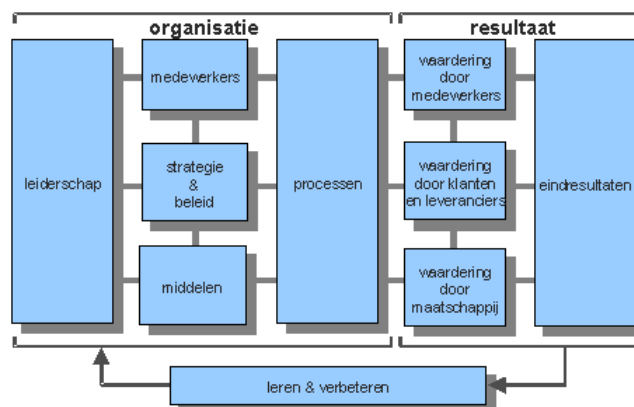 organisatie
resultaat
leiderschap
medewerkers
strategie
&
beleid
middelen
processen
waardering
door
medewerkers
waardering
door klanten
en leveranciers
waardering
door
maatschappij
eindresultaten
leren & verbeteren